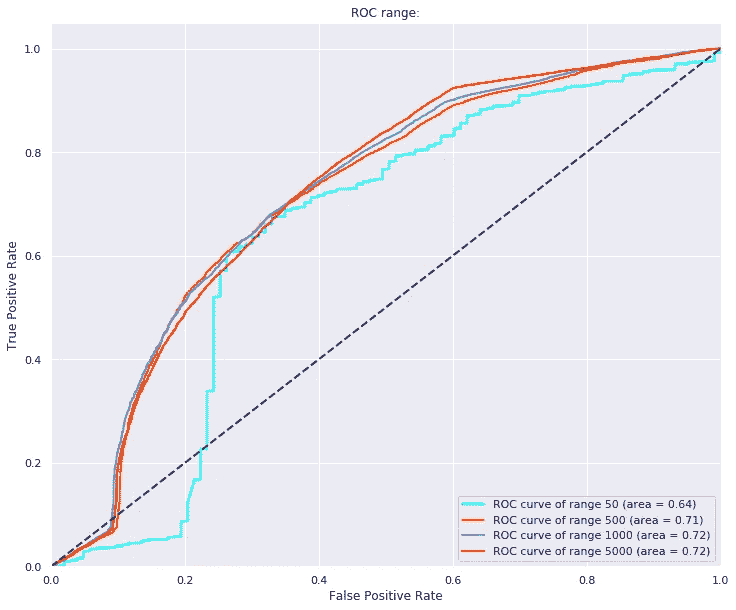 ROC range:
1.0
0.8
0.6
0.4
0.2
0.0
True Positive Rate
ROC curve of range 50 (area = 0.64)
ROC curve of range 500 (area = 0.71)
ROC curve of range 1000 (area = 0.72)
ROC curve of range 5000 (area = 0.72)
0.0 0.2 0.4 0.6 0.8 1.0
False Positive Rate